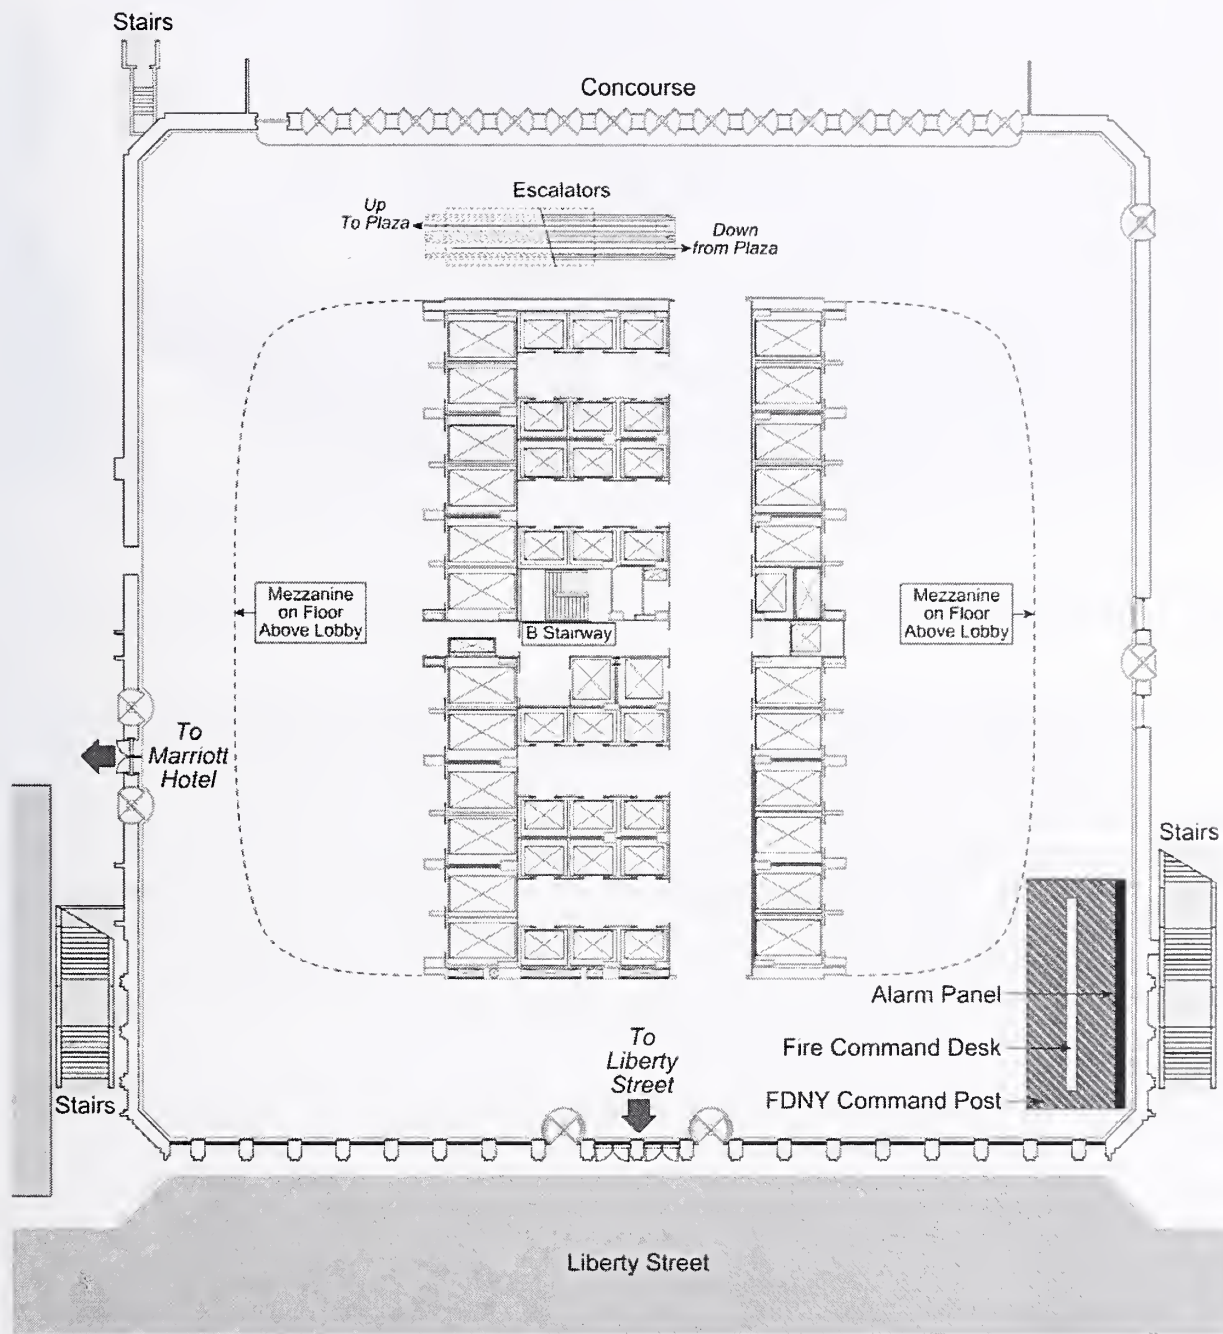 Stairs
Concourse
Escalators
Up
To Plaza
Down
from Plaza
Mezzanine
on Floor
Above Lobby
Mezzanine
on Floor
Above Lobby
B Stairway
To
Marriott
Hotel
Stairs
Alarm Panel
Fire Command Desk
FDNY Command Post
To
Liberty
Street
Stairs
Liberty Street